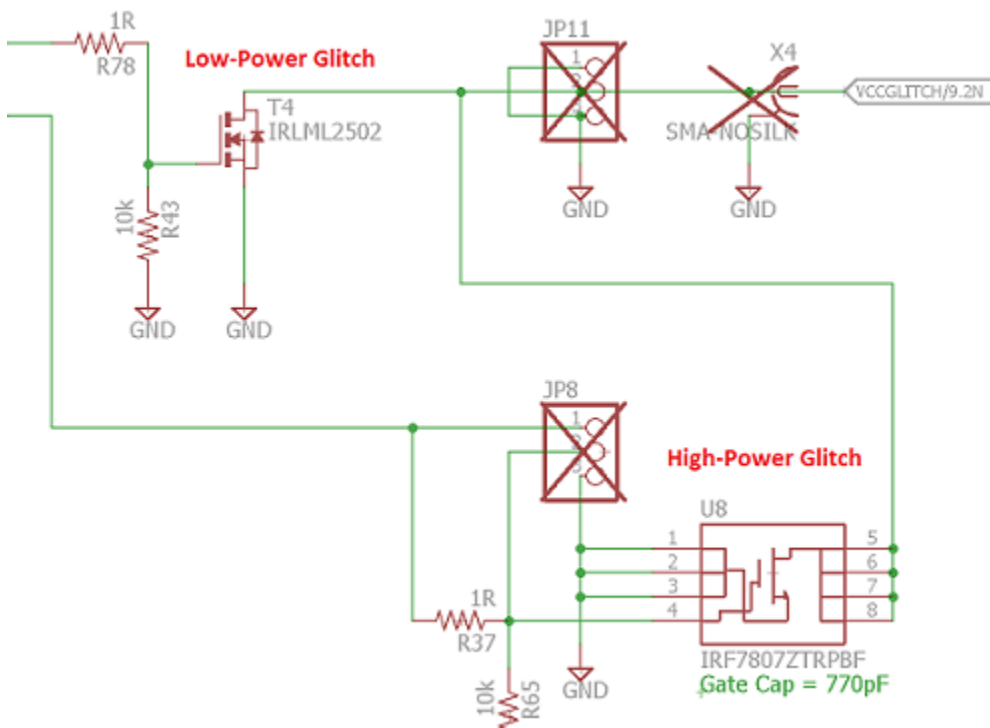 1R
R78
Low-Power Glitch
JP11
1
2
3
X4
VCCGLITCH/9.2N
T4
IRLML2502
SMA-NOSILK
10k
R43
GND
GND
GND
GND
JP8
1
2
3
High-Power Glitch
U8
1
2
3
4
5
6
7
8
1R
R37
10k
R65
GND
IRF7807ZTRPBF
Gate Cap = 770pF